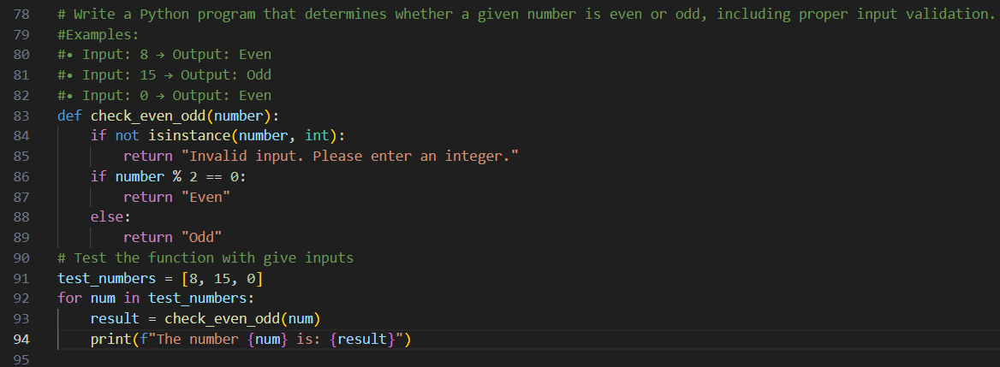 78 # Write a Python program that determines whether a given number is even or odd, including proper input validation.
79 #Examples:
80 #• Input: 8 → Output: Even
81 #• Input: 15 → Output: Odd
82 #• Input: 0 → Output: Even
83 def check_even_odd(number):
84     if not isinstance(number, int):
85         return "Invalid input. Please enter an integer."
86     if number % 2 == 0:
87         return "Even"
88     else:
89         return "Odd"
90 # Test the function with give inputs
91 test_numbers = [8, 15, 0]
92 for num in test_numbers:
93     result = check_even_odd(num)
94     print(f"The number {num} is: {result}")
95